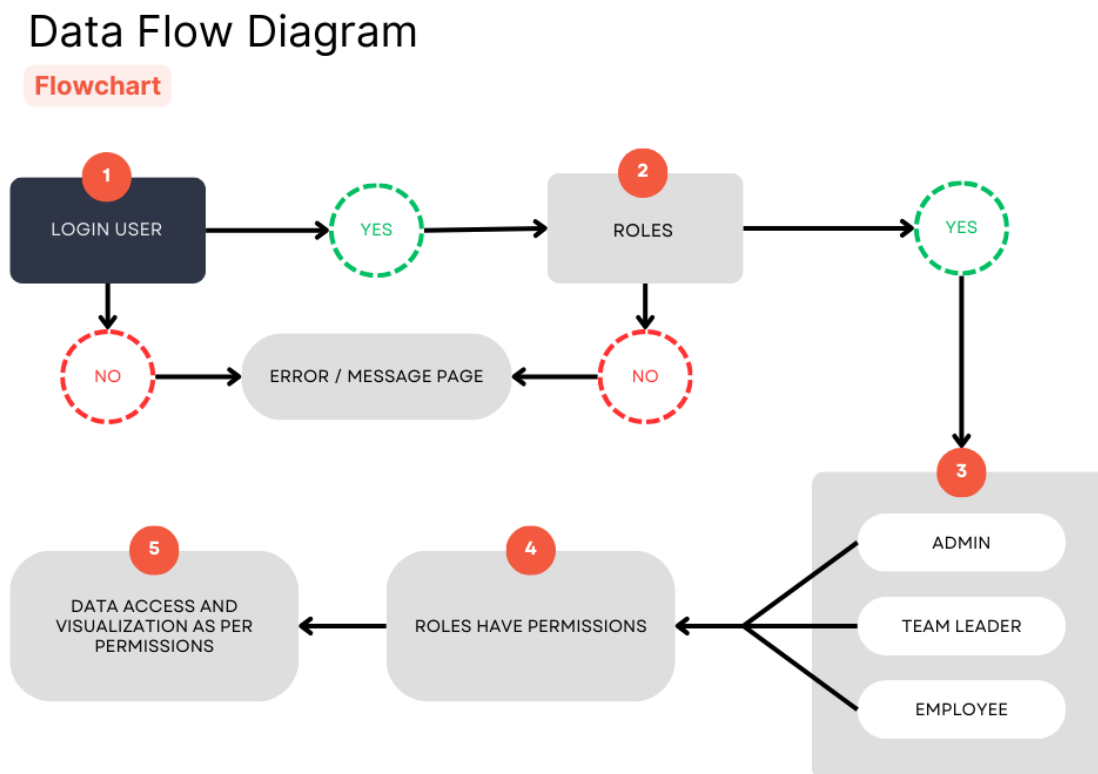 Data Flow Diagram
Flowchart
1
LOGIN USER
YES
2
ROLES
YES
NO
ERROR / MESSAGE PAGE
NO
3
ADMIN
TEAM LEADER
EMPLOYEE
4
ROLES HAVE PERMISSIONS
5
DATA ACCESS AND
VISUALIZATION AS PER
PERMISSIONS